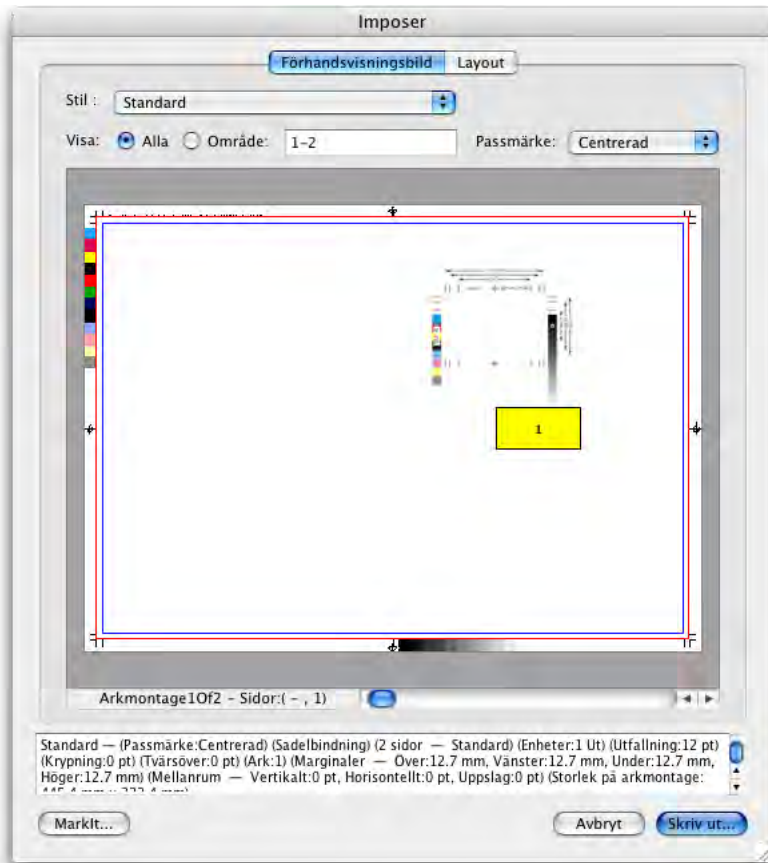 Imposer
Förhandsvisningsbild Layout
Stil : Standard
Visa: Alla Område: 1-2 Passmärke: Centrerad
1
Arkmontage1Of2 - Sidor:( - , 1)
Standard — (Passmärke:Centrerad) (Sadelbindning) (2 sidor — Standard) (Enheter:1 Ut) (Utfallning:12 pt)
(Krypning:0 pt) (Tvärsöver:0 pt) (Ark:1) (Marginaler — Över:12.7 mm, Vänster:12.7 mm, Under:12.7 mm,
Höger:12.7 mm) (Mellanrum — Vertikalt:0 pt, Horisontellt:0 pt, Uppslag:0 pt) (Storlek på arkmontage:
MarkIt... Avbryt Skriv ut...